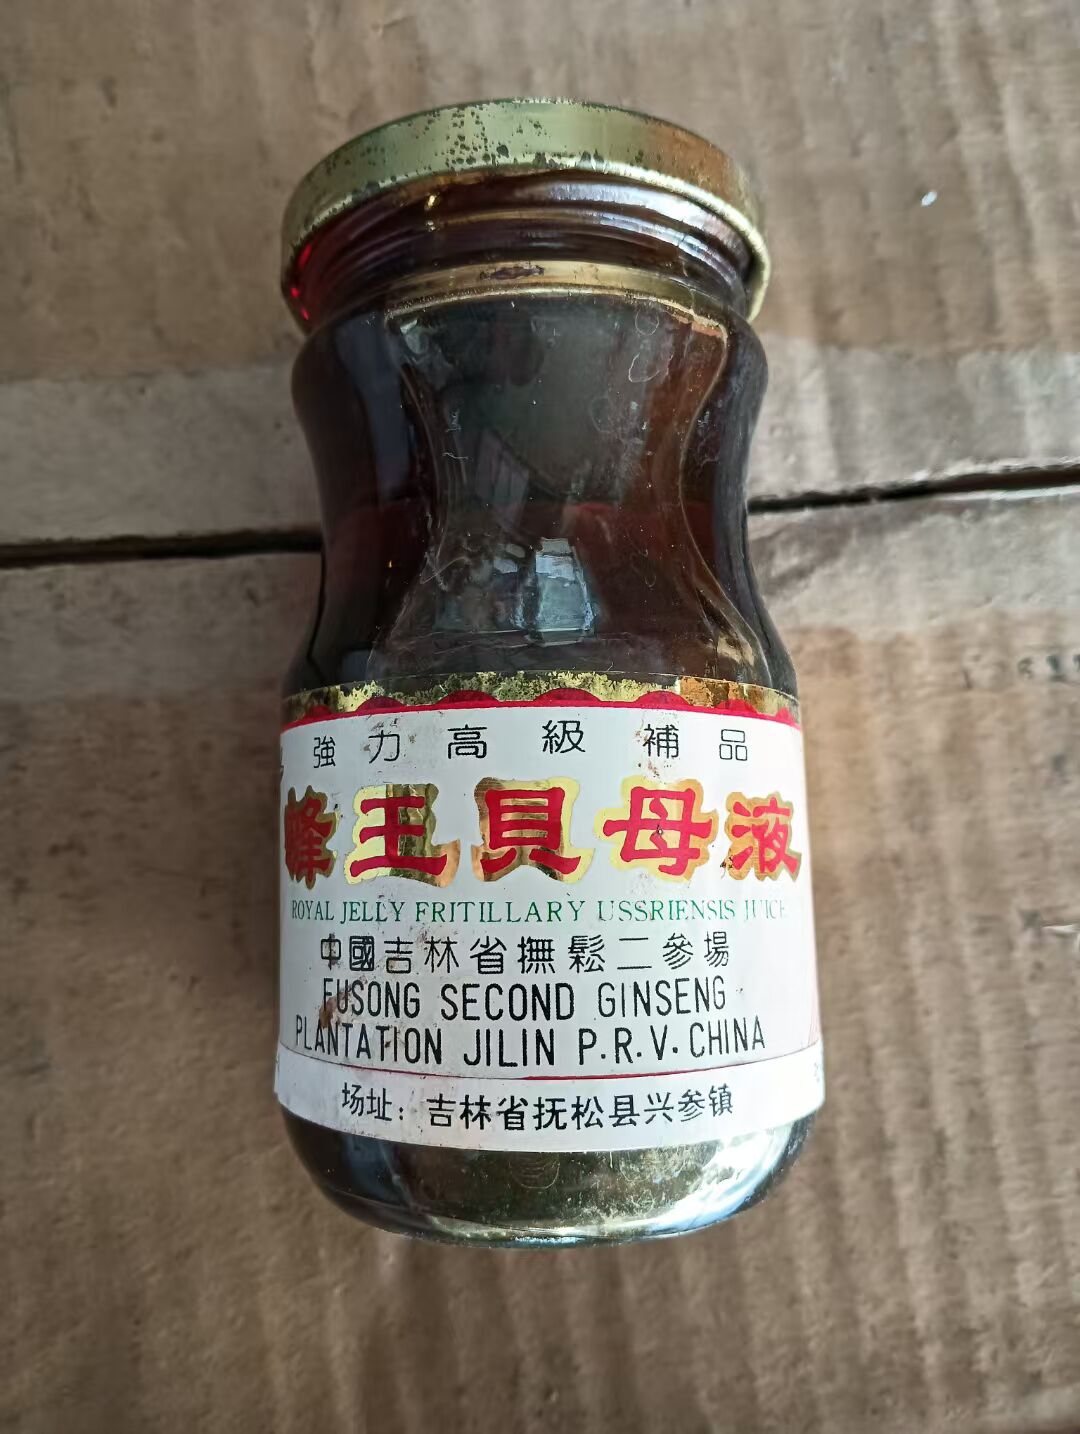 強力高級補品
蜂王貝母液
ROYAL JELLY FRITILLARY USSRIENSIS JUICE
中國吉林省撫鬆二參場
FUSONG SECOND GINSENG
PLANTATION JILIN P.R.V. CHINA
场址：吉林省抚松县兴参镇